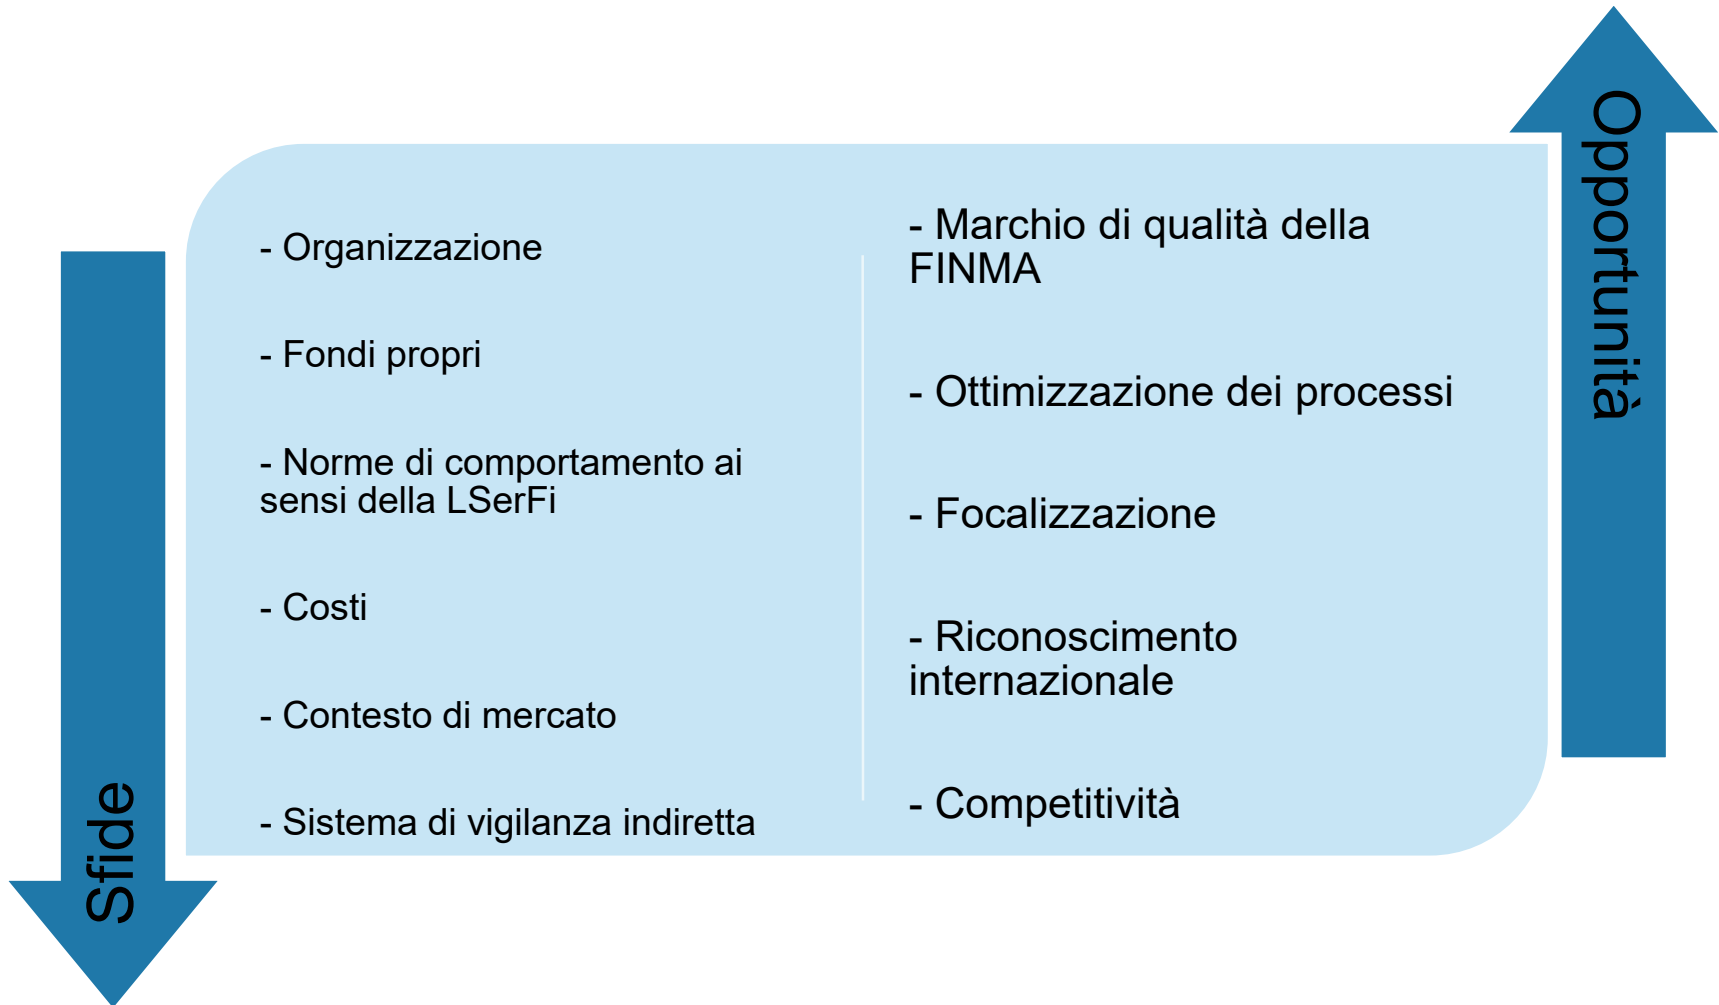 Sfide
- Organizzazione
- Fondi propri
- Norme di comportamento ai
sensi della LSerFi
- Costi
- Contesto di mercato
- Sistema di vigilanza indiretta
- Marchio di qualità della
FINMA
- Ottimizzazione dei processi
- Focalizzazione
- Riconoscimento
internazionale
- Competitività
Opportunità